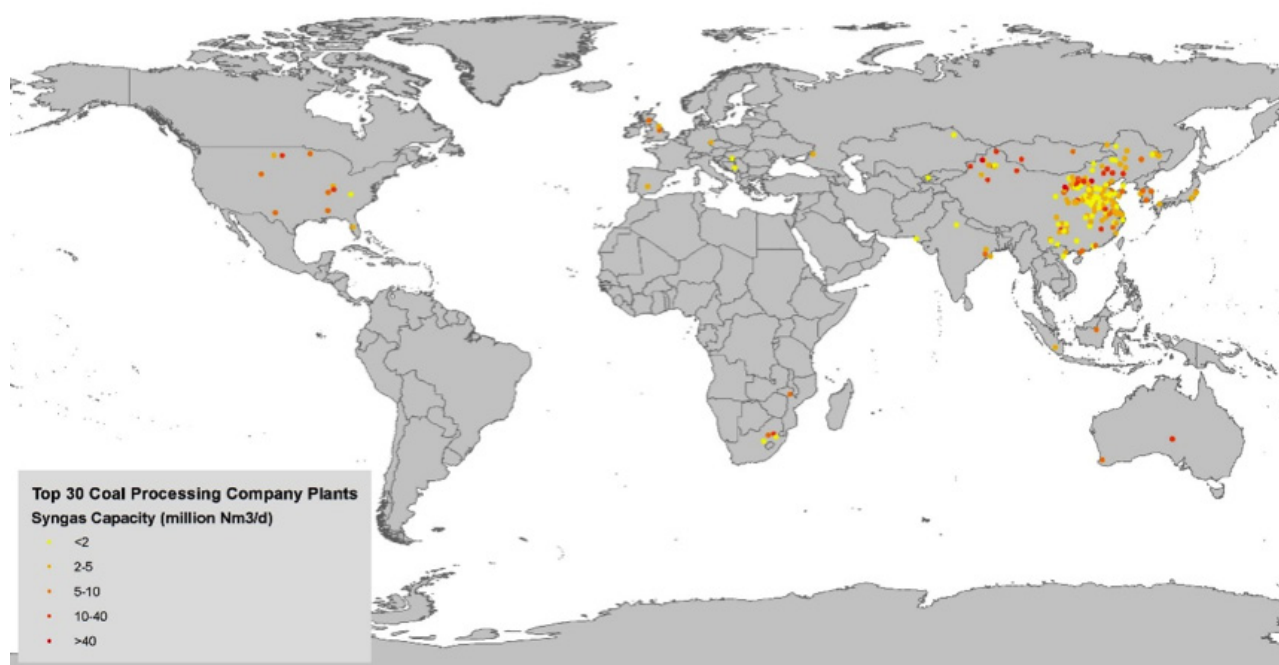 Top 30 Coal Processing Company Plants
Syngas Capacity (million Nm3/d)
<2
2-5
5-10
10-40
>40